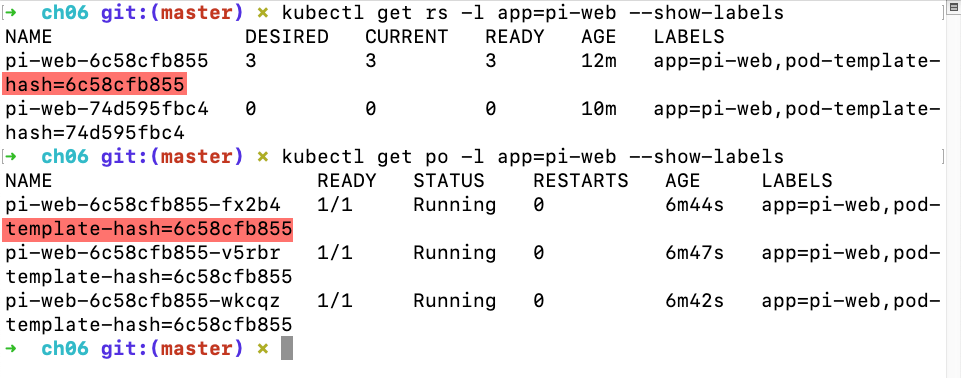 → ch06 git:(master) × kubectl get rs -l app=pi-web --show-labels
NAME DESIRED CURRENT READY AGE LABELS
pi-web-6c58cfb855 3 3 3 12m app=pi-web,pod-template-
hash=6c58cfb855
pi-web-74d595fbc4 0 0 0 10m app=pi-web,pod-template-
hash=74d595fbc4
→ ch06 git:(master) × kubectl get po -l app=pi-web --show-labels
NAME READY STATUS RESTARTS AGE LABELS
pi-web-6c58cfb855-fx2b4 1/1 Running 0 6m44s app=pi-web,pod-
template-hash=6c58cfb855
pi-web-6c58cfb855-v5rbr 1/1 Running 0 6m47s app=pi-web,pod-
template-hash=6c58cfb855
pi-web-6c58cfb855-wkcqz 1/1 Running 0 6m42s app=pi-web,pod-
template-hash=6c58cfb855
→ ch06 git:(master) ×